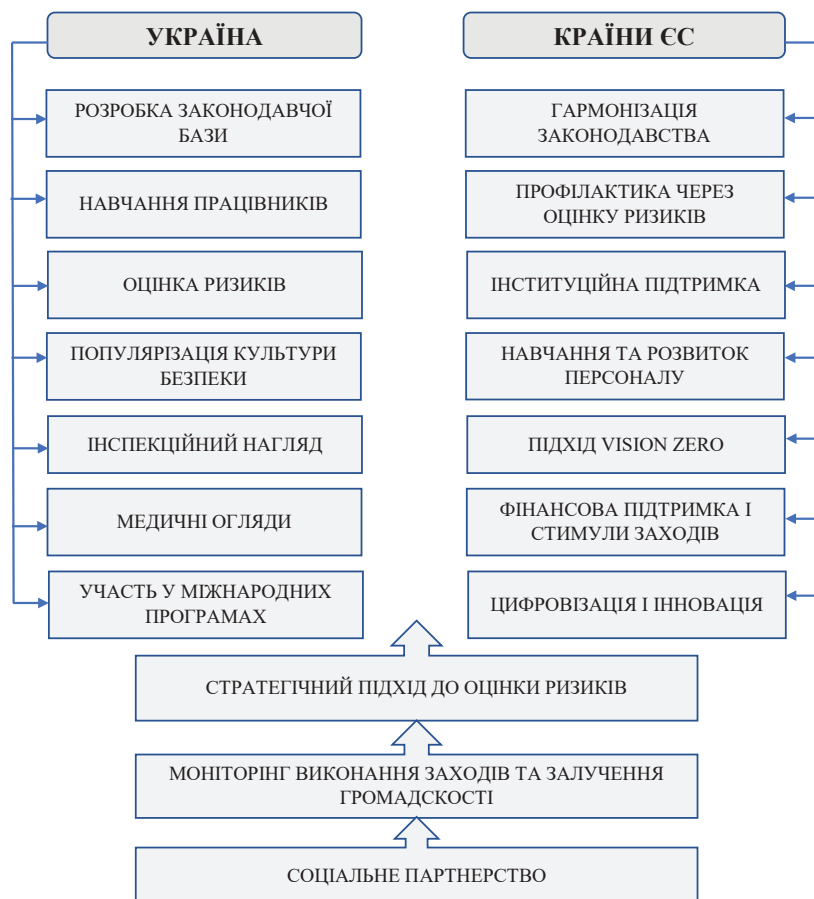 УКРАЇНА
РОЗРОБКА ЗАКОНОДАВЧОЇ
БАЗИ
НАВЧАННЯ ПРАЦІВНИКІВ
ОЦІНКА РИЗИКІВ
ПОПУЛЯРИЗАЦІЯ КУЛЬТУРИ
БЕЗПЕКИ
ІНСПЕКЦІЙНИЙ НАГЛЯД
МЕДИЧНІ ОГЛЯДИ
УЧАСТЬ У МІЖНАРОДНИХ
ПРОГРАМАХ
КРАЇНИ ЄС
ГАРМОНІЗАЦІЯ
ЗАКОНОДАВСТВА
ПРОФІЛАКТИКА ЧЕРЕЗ
ОЦІНКУ РИЗИКІВ
ІНСТИТУЦІЙНА ПІДТРИМКА
НАВЧАННЯ ТА РОЗВИТОК
ПЕРСОНАЛУ
ПІДХІД VISION ZERO
ФІНАНСОВА ПІДТРИМКА І
СТИМУЛИ ЗАХОДІВ
ЦИФРОВІЗАЦІЯ І ІННОВАЦІЯ
СТРАТЕГІЧНИЙ ПІДХІД ДО ОЦІНКИ РИЗИКІВ
МОНІТОРІНГ ВИКОНАННЯ ЗАХОДІВ ТА ЗАЛУЧЕННЯ
ГРОМАДСКОСТІ
СОЦІАЛЬНЕ ПАРТНЕРСТВО